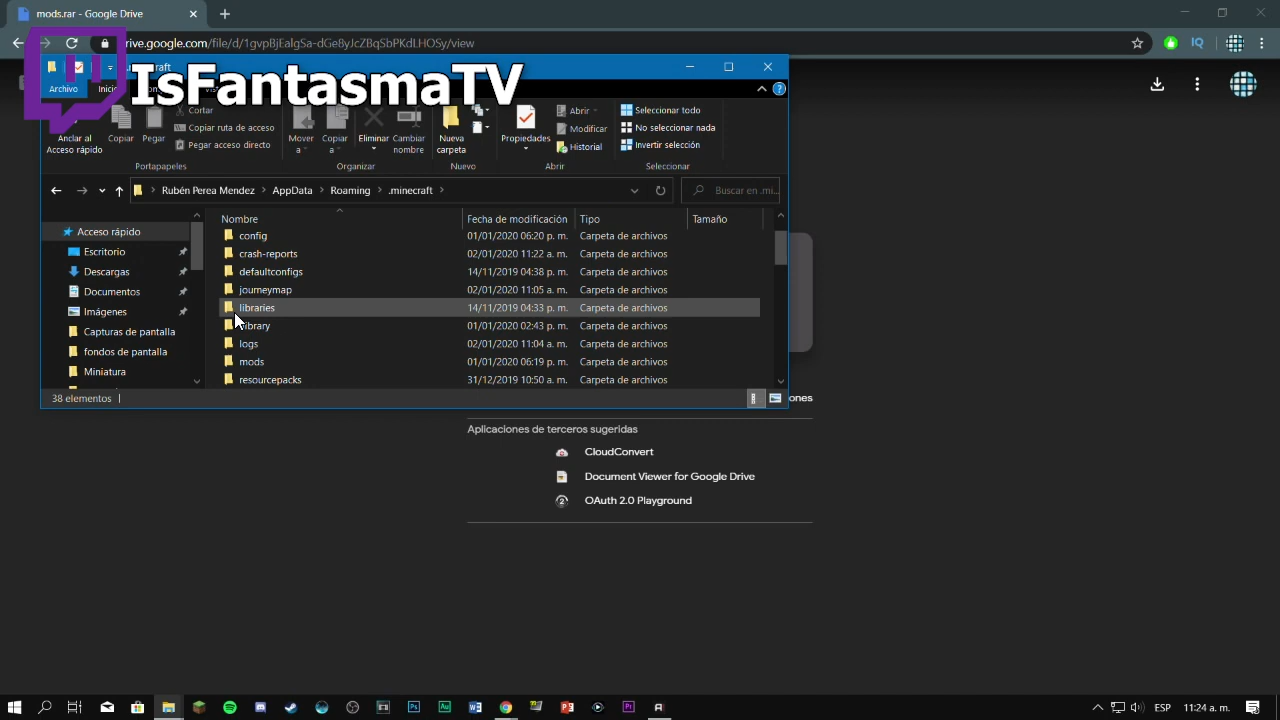 mods.rar - Google Drive
rive.google.com/file/d/1gvpBjEaIgSa-dGe8yJcZBqSbPKdLHOSy/view
IQ
IsFantasmaTV
Archivo
Inicio
Anclar al Acceso rápido
Copiar
Pegar
Cortar
Copiar ruta de acceso
Pegar acceso directo
Portapapeles
Mover a
Copiar a
Eliminar
Cambiar nombre
Organizar
Nueva carpeta
Nuevo
Propiedades
Abrir
Modificar
Historial
Abrir
Seleccionar todo
No seleccionar nada
Invertir selección
Seleccionar
Rubén Perea Mendez > AppData > Roaming > .minecraft >
Buscar en .mi...
Acceso rápido
Escritorio
Descargas
Documentos
Imágenes
Capturas de pantalla
fondos de pantalla
Miniatura
Nombre Fecha de modificación Tipo Tamaño
config 01/01/2020 06:20 p. m. Carpeta de archivos
crash-reports 02/01/2020 11:22 a. m. Carpeta de archivos
defaultconfigs 14/11/2019 04:38 p. m. Carpeta de archivos
journeymap 02/01/2020 11:05 a. m. Carpeta de archivos
libraries 14/11/2019 04:33 p. m. Carpeta de archivos
library 01/01/2020 02:43 p. m. Carpeta de archivos
logs 02/01/2020 11:04 a. m. Carpeta de archivos
mods 01/01/2020 06:19 p. m. Carpeta de archivos
resourcepacks 31/12/2019 10:50 a. m. Carpeta de archivos
38 elementos
ones
Aplicaciones de terceros sugeridas
CloudConvert
Document Viewer for Google Drive
OAuth 2.0 Playground
ESP
11:24 a. m.